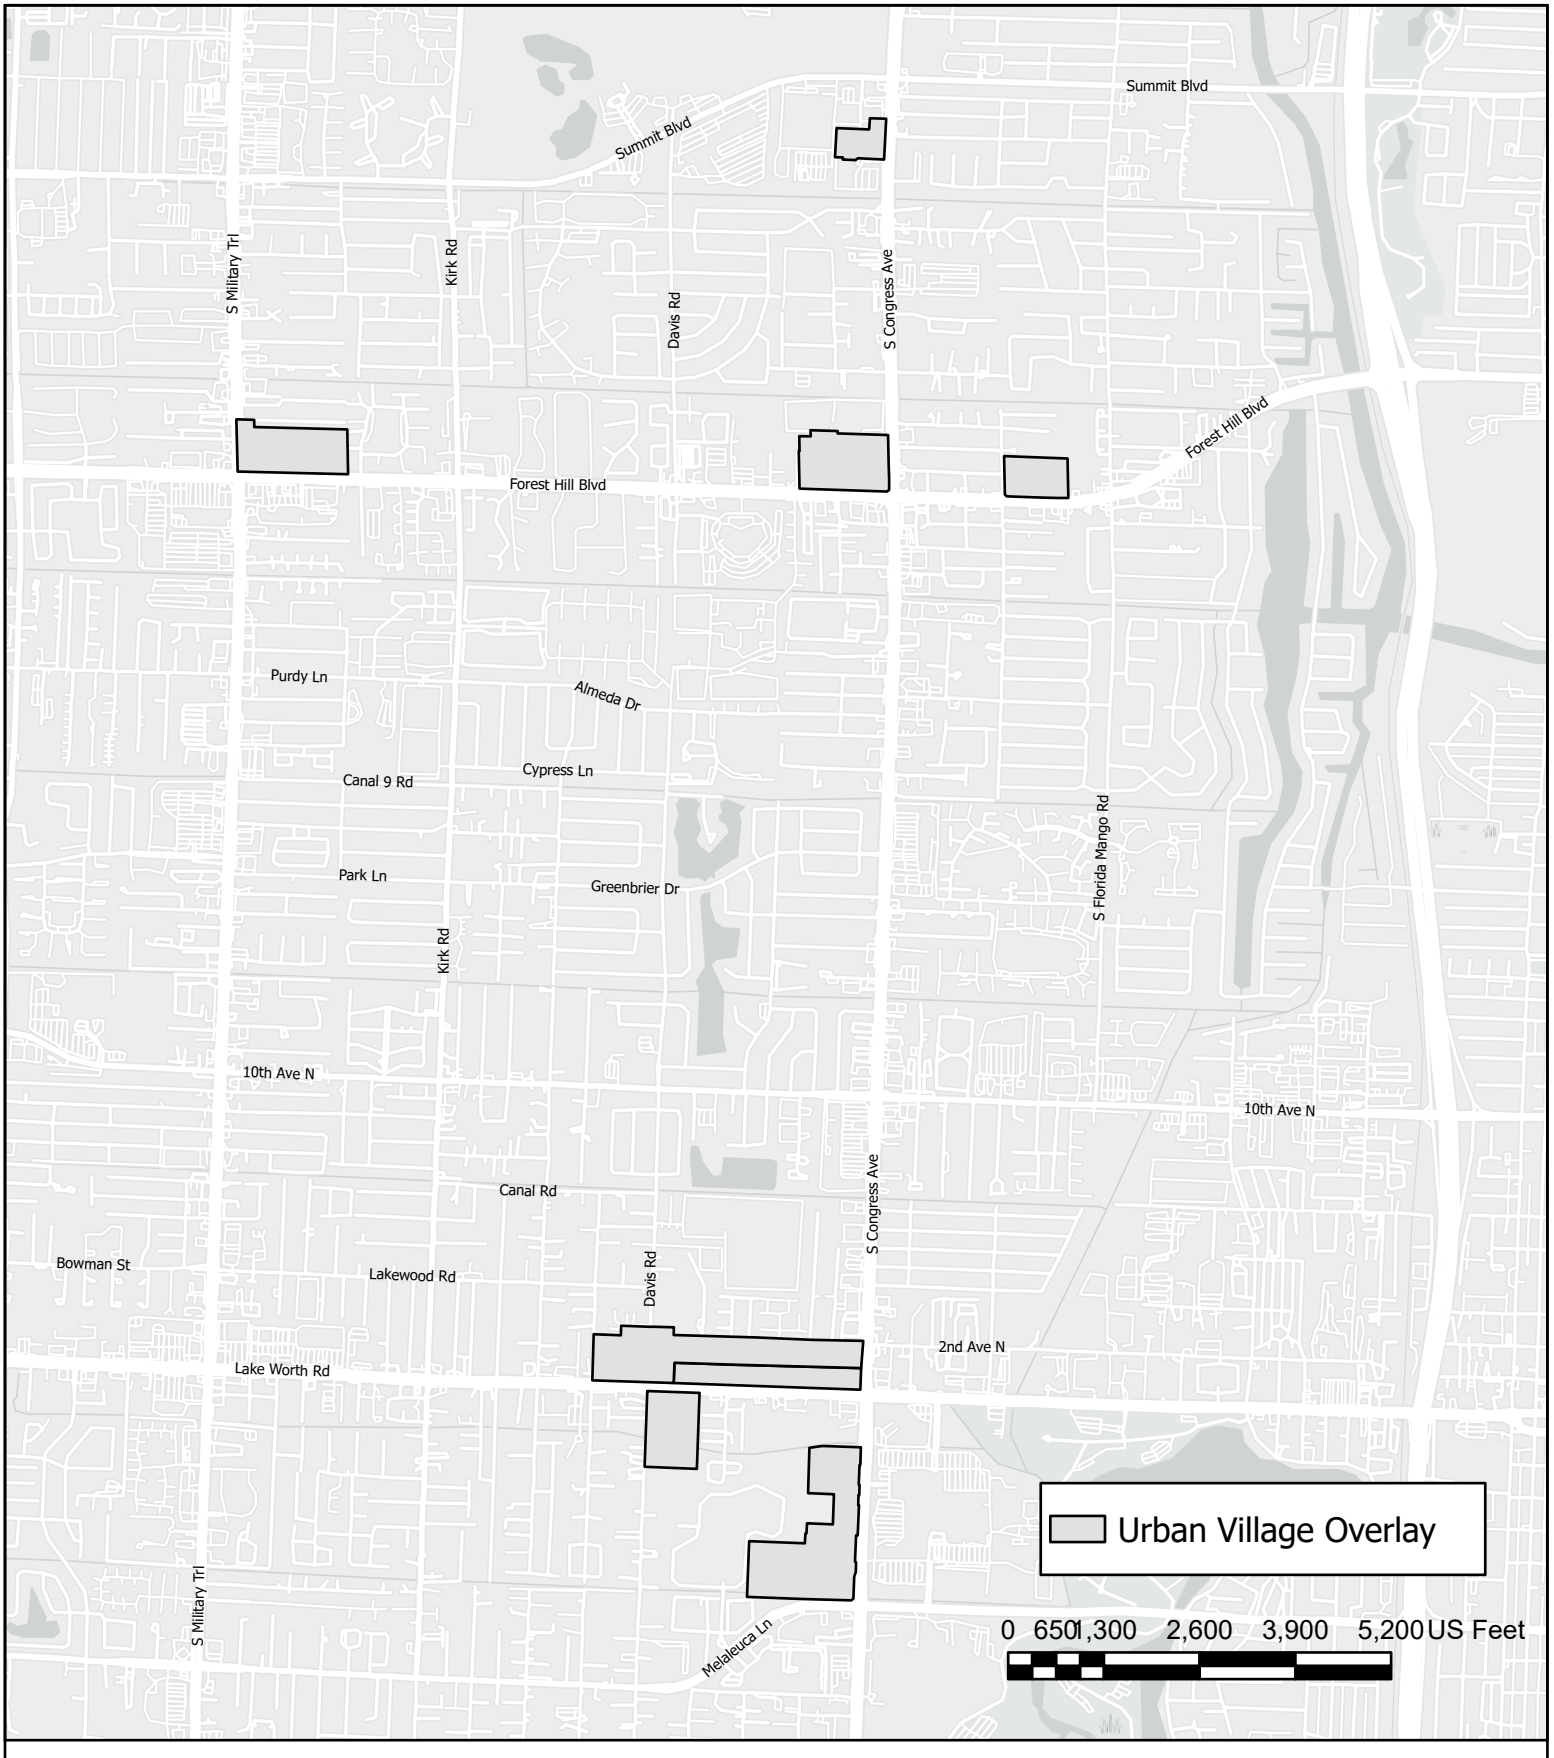 Summit Blvd
Summit Blvd
S Military Trl
Kirk Rd
Davis Rd
S Congress Ave
Forest Hill Blvd
Forest Hill Blvd
Purdy Ln
Almeda Dr
Canal 9 Rd
Cypress Ln
S Florida Mango Rd
Park Ln
Greenbrier Dr
Kirk Rd
10th Ave N
10th Ave N
Canal Rd
S Congress Ave
Bowman St
Lakewood Rd
Davis Rd
2nd Ave N
Lake Worth Rd
Urban Village Overlay
S Military Trl
Melaleuca Ln
0 650 1,300 2,600 3,900 5,200 US Feet